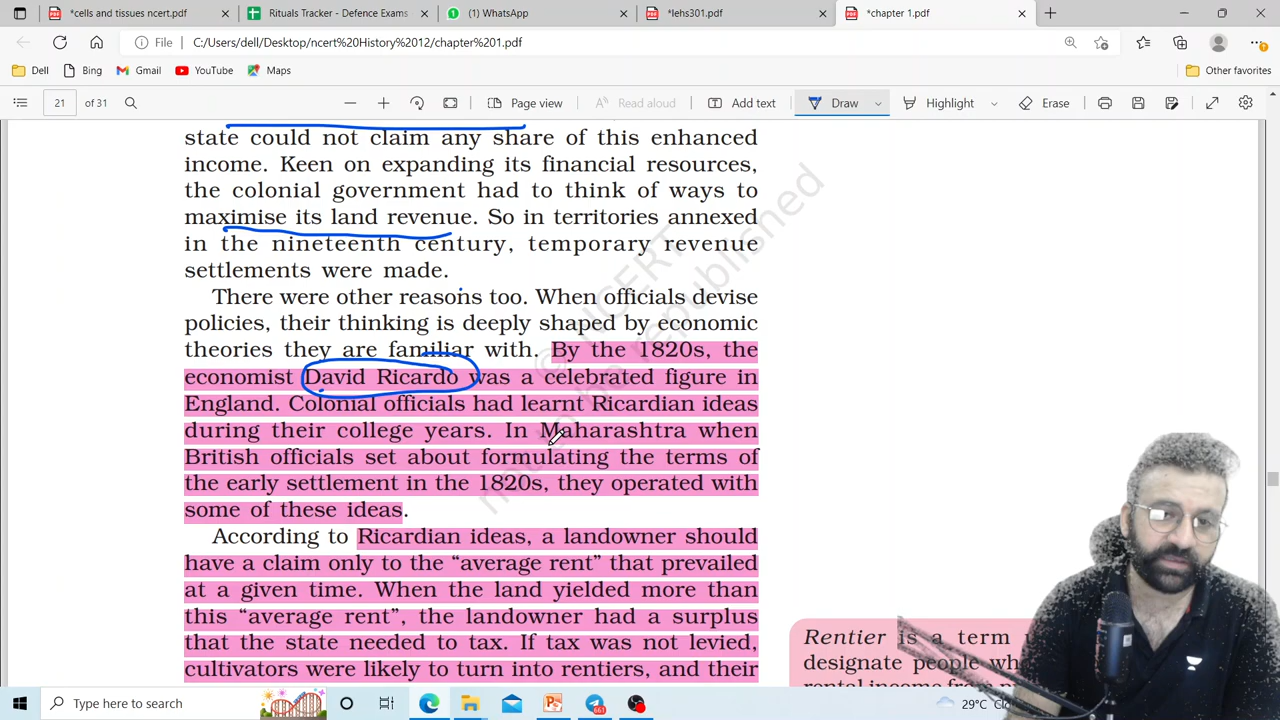 *cells and tissues ncert.pdf
Rituals Tracker - Defence Exams
(1) WhatsApp
*lehs301.pdf
*chapter 1.pdf
File
C:/Users/dell/Desktop/ncert%20History%2012/chapter%201.pdf
Dell
Bing
Gmail
YouTube
Maps
Other favorites
21 of 31
Page view
Read aloud
Add text
Draw
Highlight
Erase
state could not claim any share of this enhanced
income. Keen on expanding its financial resources,
the colonial government had to think of ways to
maximise its land revenue. So in territories annexed
in the nineteenth century, temporary revenue
settlements were made.
There were other reasons too. When officials devise
policies, their thinking is deeply shaped by economic
theories they are familiar with. By the 1820s, the
economist David Ricardo was a celebrated figure in
England. Colonial officials had learnt Ricardian ideas
during their college years. In Maharashtra when
British officials set about formulating the terms of
the early settlement in the 1820s, they operated with
some of these ideas.
According to Ricardian ideas, a landowner should
have a claim only to the “average rent” that prevailed
at a given time. When the land yielded more than
this “average rent”, the landowner had a surplus
that the state needed to tax. If tax was not levied,
cultivators were likely to turn into rentiers, and their
© NCERT
not to be republished
Rentier is a term
designate people
rental income from
Type here to search
661
29°C